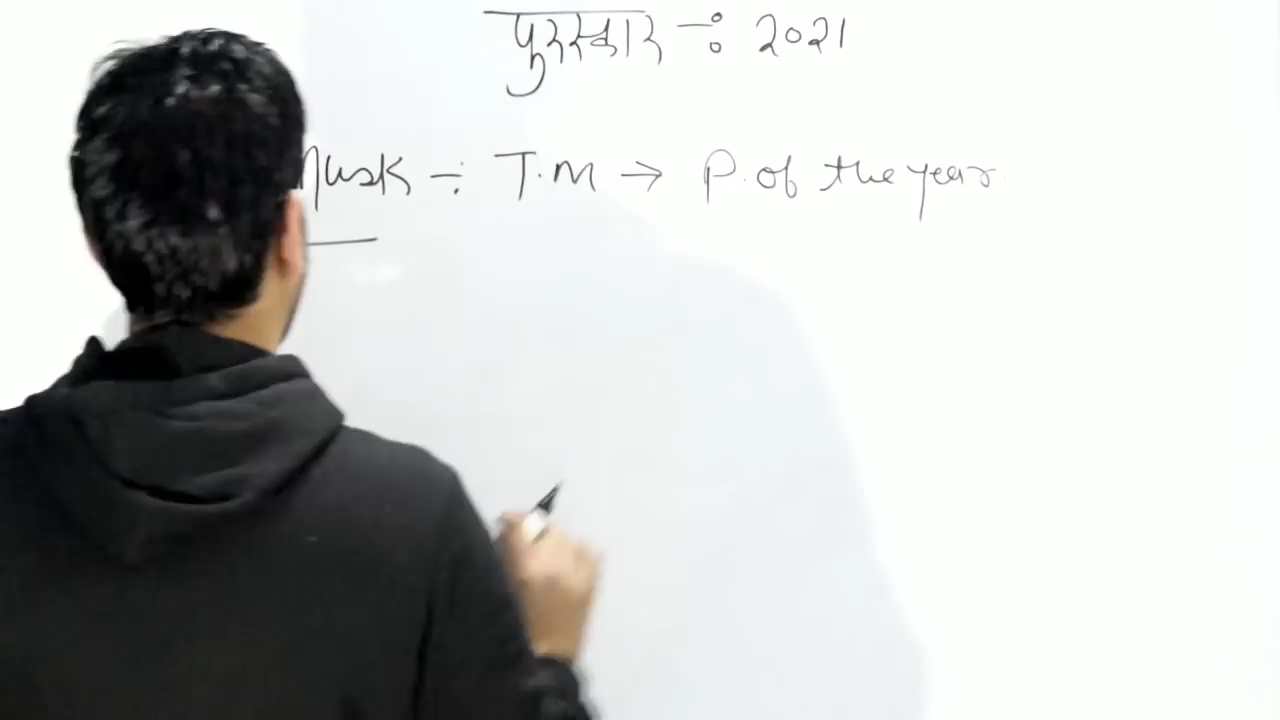 पुरस्कार -: 2021
Musk ÷ T.M → P. of the year.